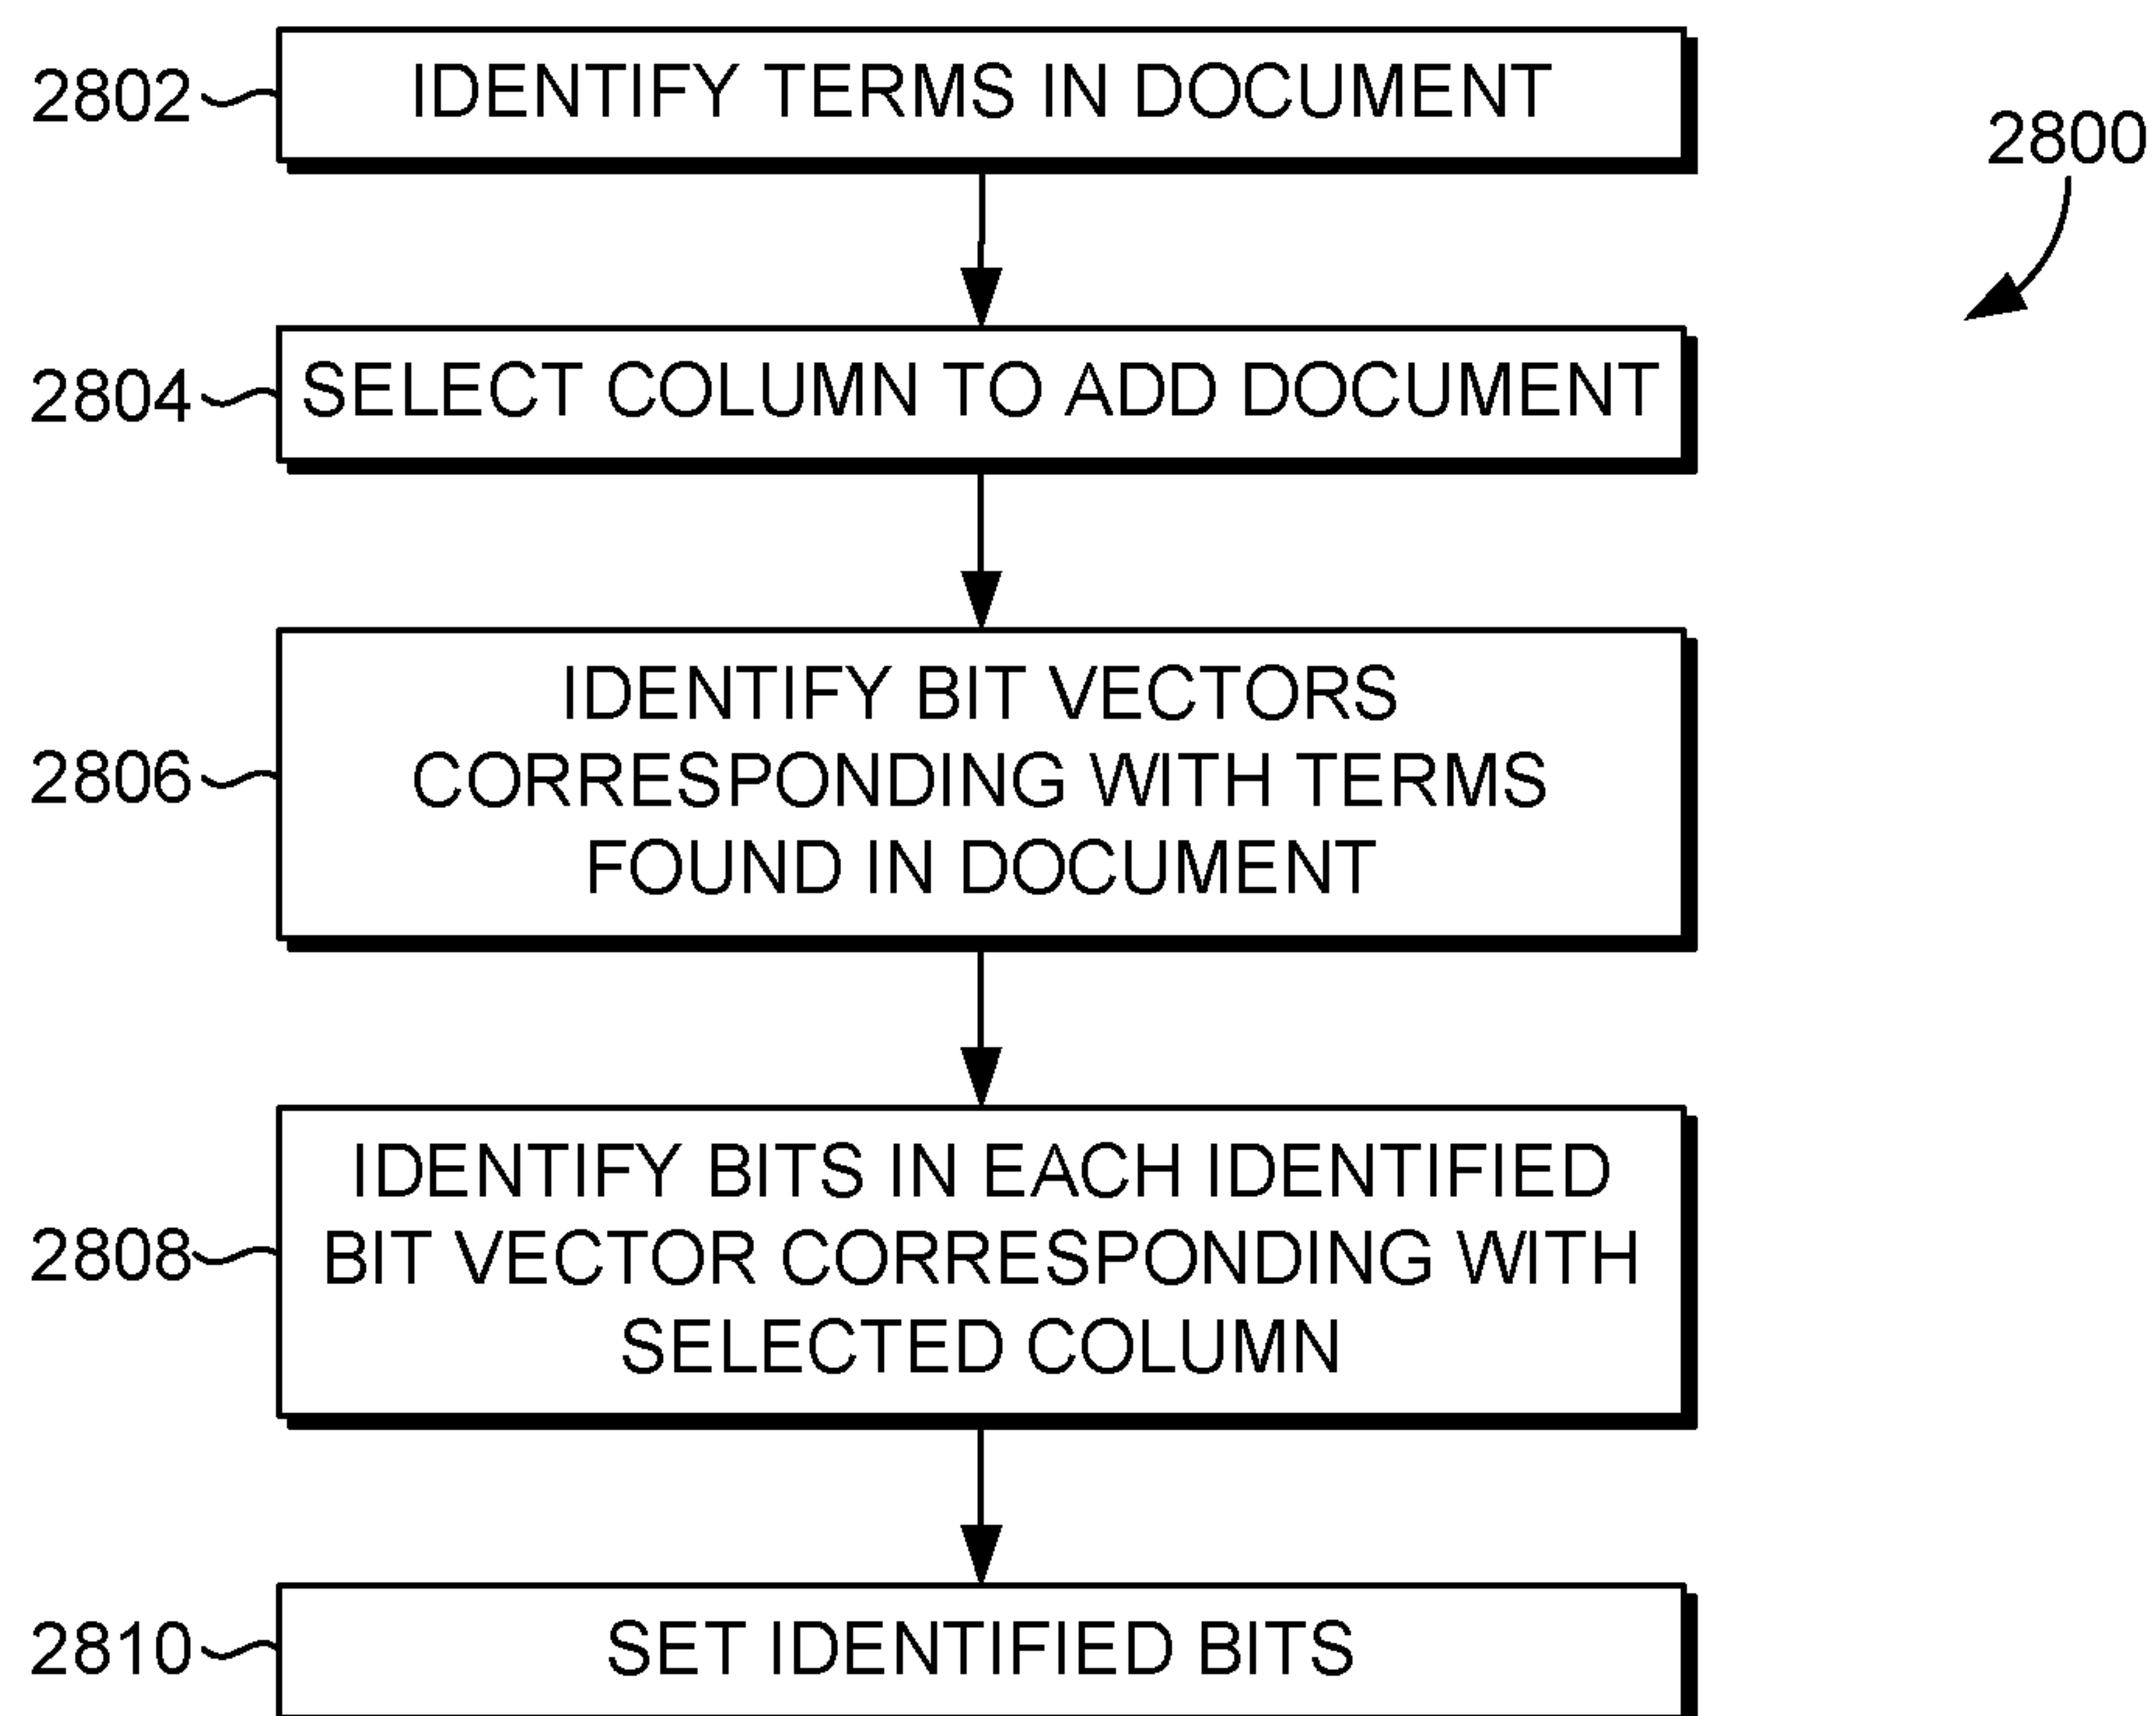 2802
IDENTIFY TERMS IN DOCUMENT
2800
2804
SELECT COLUMN TO ADD DOCUMENT
IDENTIFY BIT VECTORS
2806
CORRESPONDING WITH TERMS
FOUND IN DOCUMENT
IDENTIFY BITS IN EACH IDENTIFIED
2808
BIT VECTOR CORRESPONDING WITH
SELECTED COLUMN
2810
SET IDENTIFIED BITS